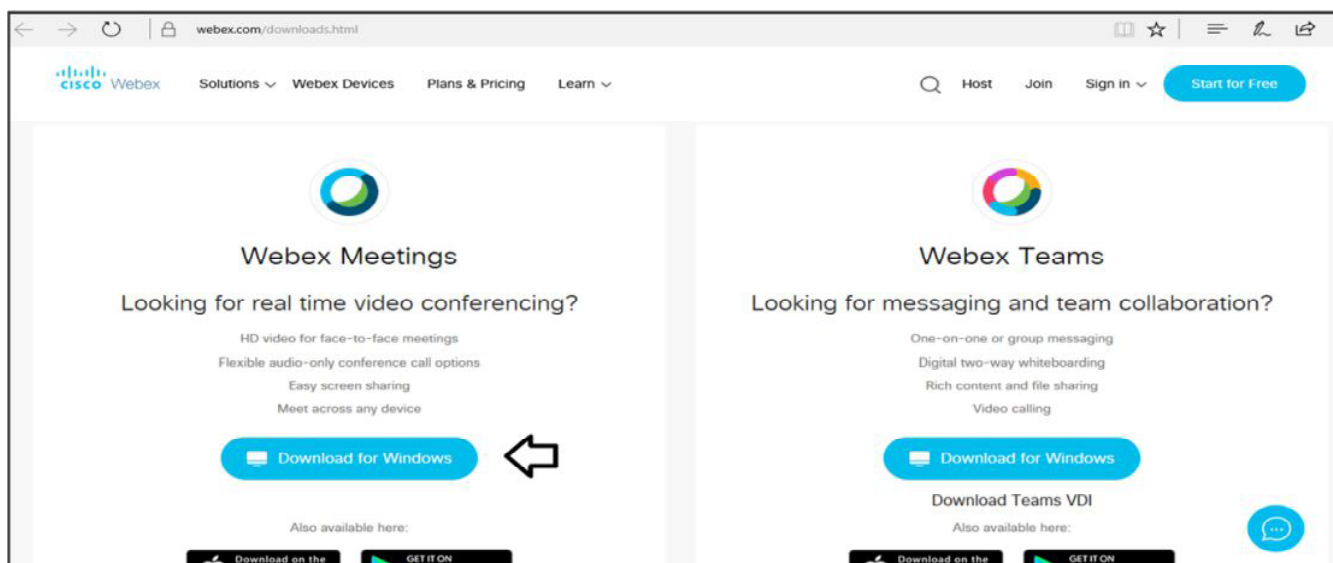 webex.com/downloads.html
CISCO Webex
Solutions
Webex Devices
Plans & Pricing
Learn
Host
Join
Sign in
Start for Free
Webex Meetings
Looking for real time video conferencing?
HD video for face-to-face meetings
Flexible audio-only conference call options
Easy screen sharing
Meet across any device
Download for Windows
Also available here:
Download on the
GET IT ON
Webex Teams
Looking for messaging and team collaboration?
One-on-one or group messaging
Digital two-way whiteboarding
Rich content and file sharing
Video calling
Download for Windows
Download Teams VDI
Also available here:
Download on the
GET IT ON